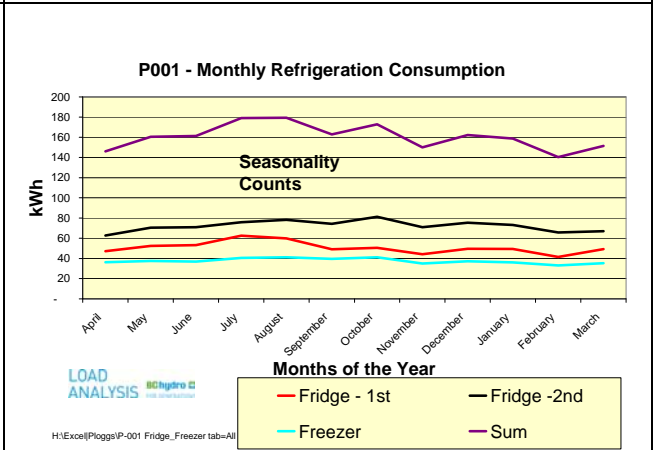 P001 - Monthly Refrigeration Consumption
200
180
160
140
120
100
80
60
40
20
-
kWh
Seasonality
Counts
April
May
June
July
August
September
October
November
December
January
February
March
Months of the Year
LOAD
ANALYSIS
BChydro
FOR GENERATIONS
Fridge - 1st
Fridge -2nd
Freezer
Sum
H:\Excel|Ploggs\P-001 Fridge_Freezer tab=All